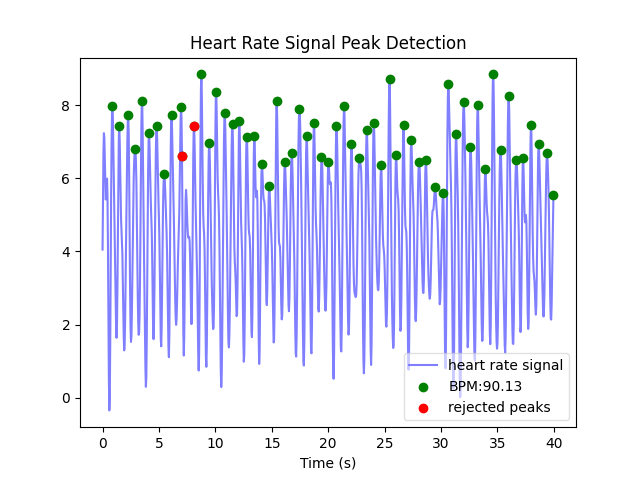 Heart Rate Signal Peak Detection
8
6
4
2
0
heart rate signal
BPM:90.13
rejected peaks
0 5 10 15 20 25 30 35 40
Time (s)